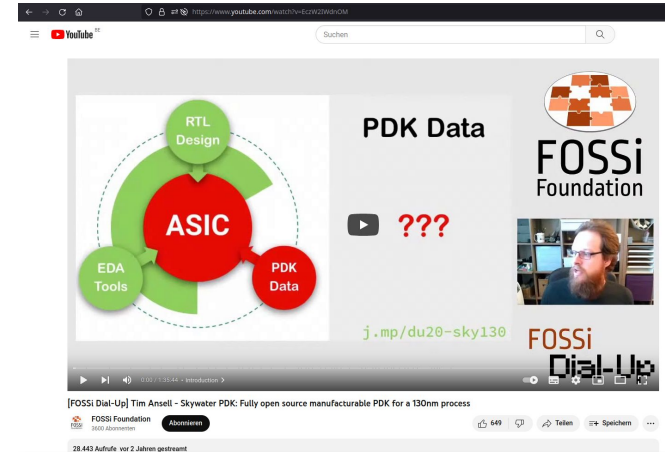 https://www.youtube.com/watch?v=EczW2IWdnOM
YouTube DE
Suchen
RTL
Design
ASIC
EDA
Tools
PDK
Data
PDK Data
???
j.mp/du20-sky130
FOSSi
Foundation
FOSSi
Dial-Up
0:00 / 1:35:44 • Introduction >
[FOSSi Dial-Up] Tim Ansell - Skywater PDK: Fully open source manufacturable PDK for a 130nm process
FOSSi Foundation
3600 Abonnenten
Abonnieren
649
Teilen
Speichern
28.443 Aufrufe vor 2 Jahren gestreamt